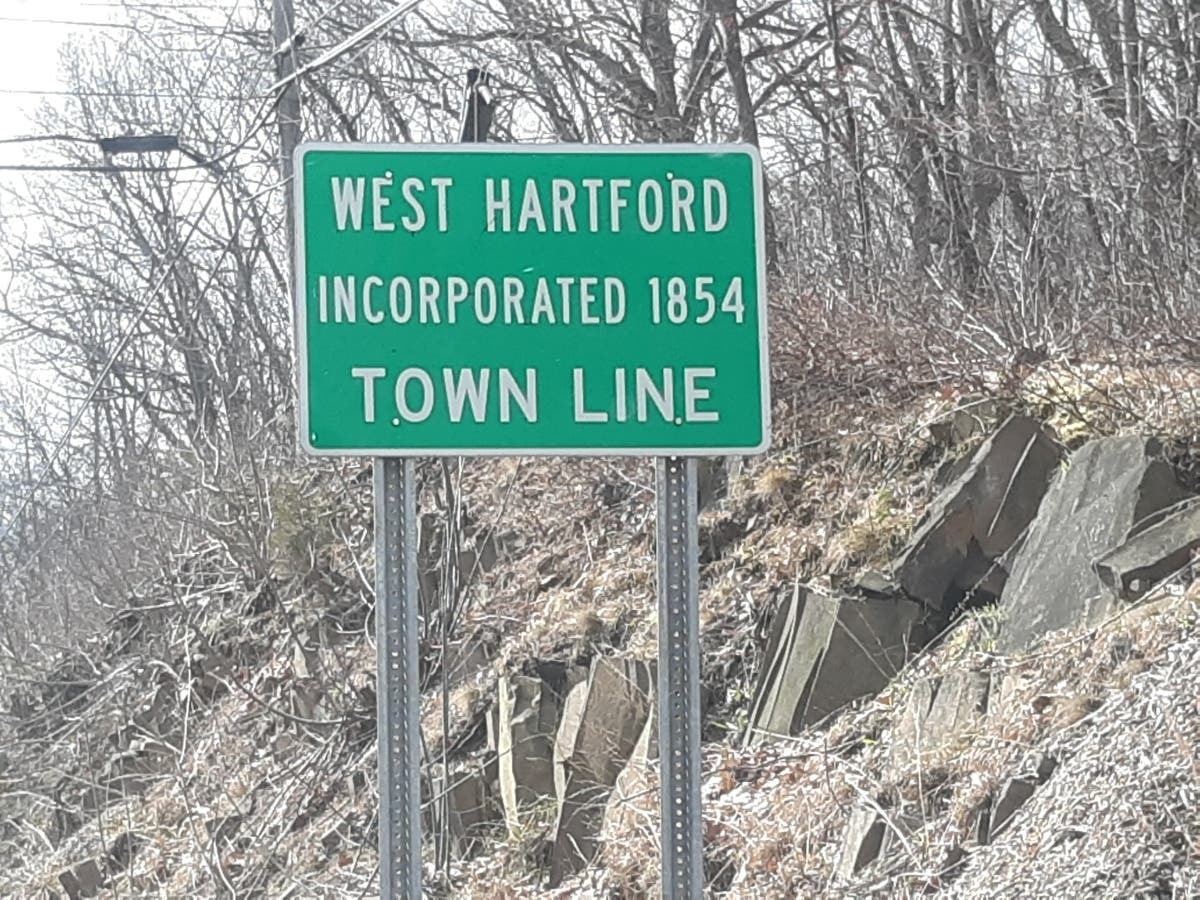 WEST HARTFORD
INCORPORATED 1854
TOWN LINE